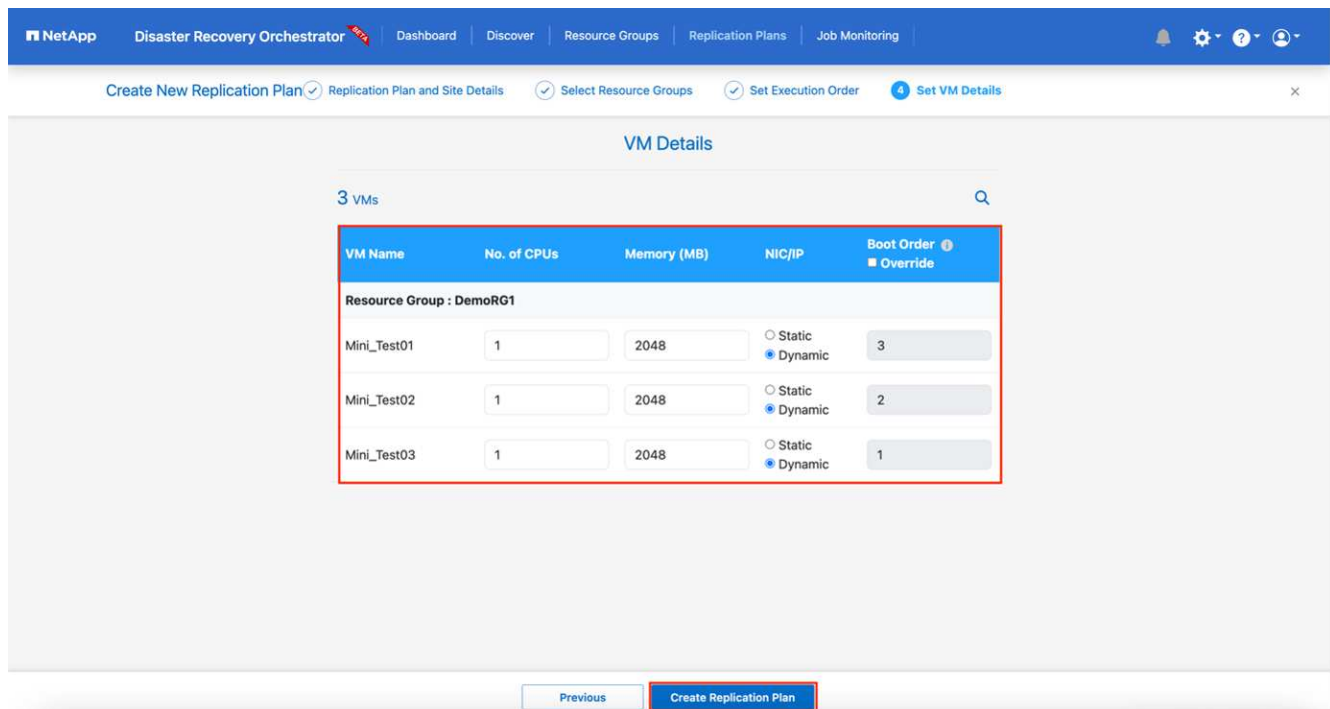 NetApp Disaster Recovery Orchestrator BETA Dashboard Discover Resource Groups Replication Plans Job Monitoring
Create New Replication Plan Replication Plan and Site Details Select Resource Groups Set Execution Order 4 Set VM Details
VM Details
3 VMs
VM Name No. of CPUs Memory (MB) NIC/IP Boot Order
Override
Resource Group : DemoRG1
Mini_Test01 1 2048 Static
Dynamic 3
Mini_Test02 1 2048 Static
Dynamic 2
Mini_Test03 1 2048 Static
Dynamic 1
Previous Create Replication Plan